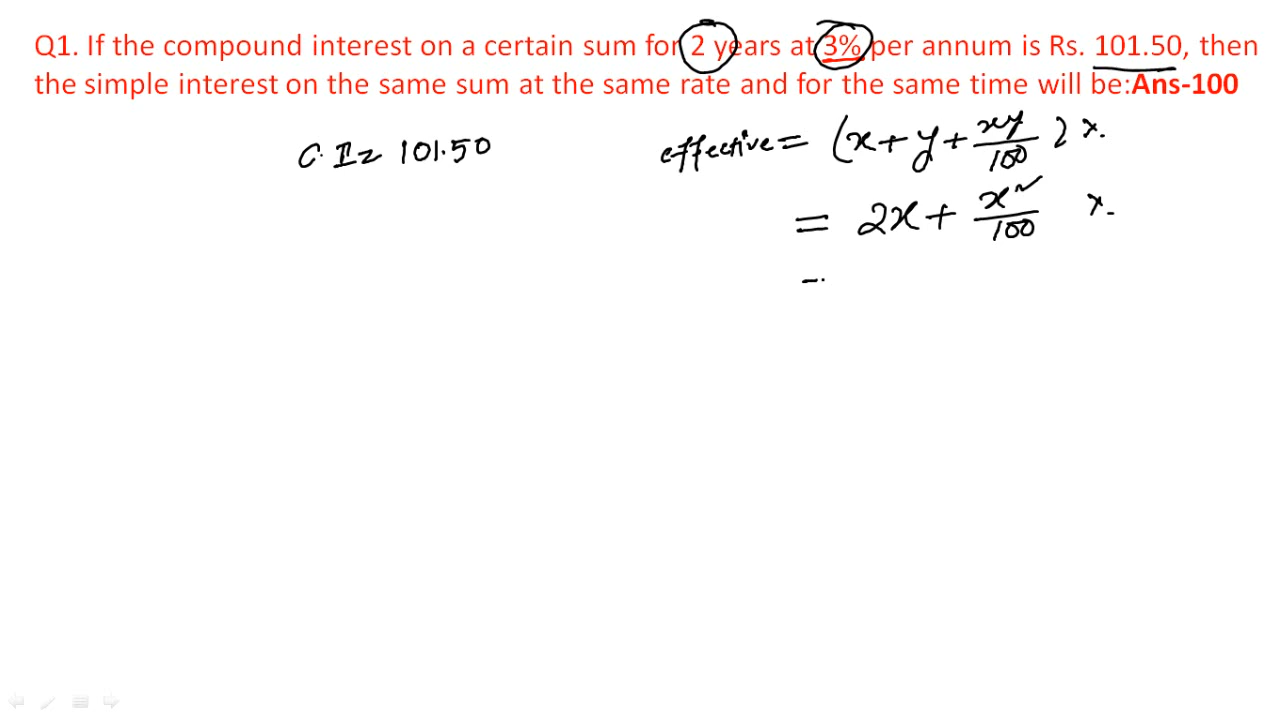 Q1. If the compound interest on a certain sum for 2 years at 3% per annum is Rs. 101.50, then
the simple interest on the same sum at the same rate and for the same time will be:Ans-100
C.I = 101.50
effective = (x+y+xy/100)%
= 2x + x²/100 %
=